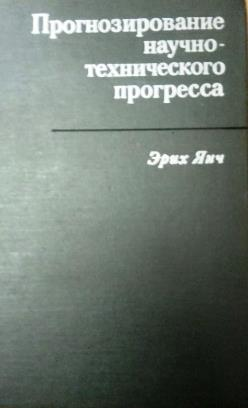 Прогнозирование
научно-
технического
прогресса
Эрих Янч